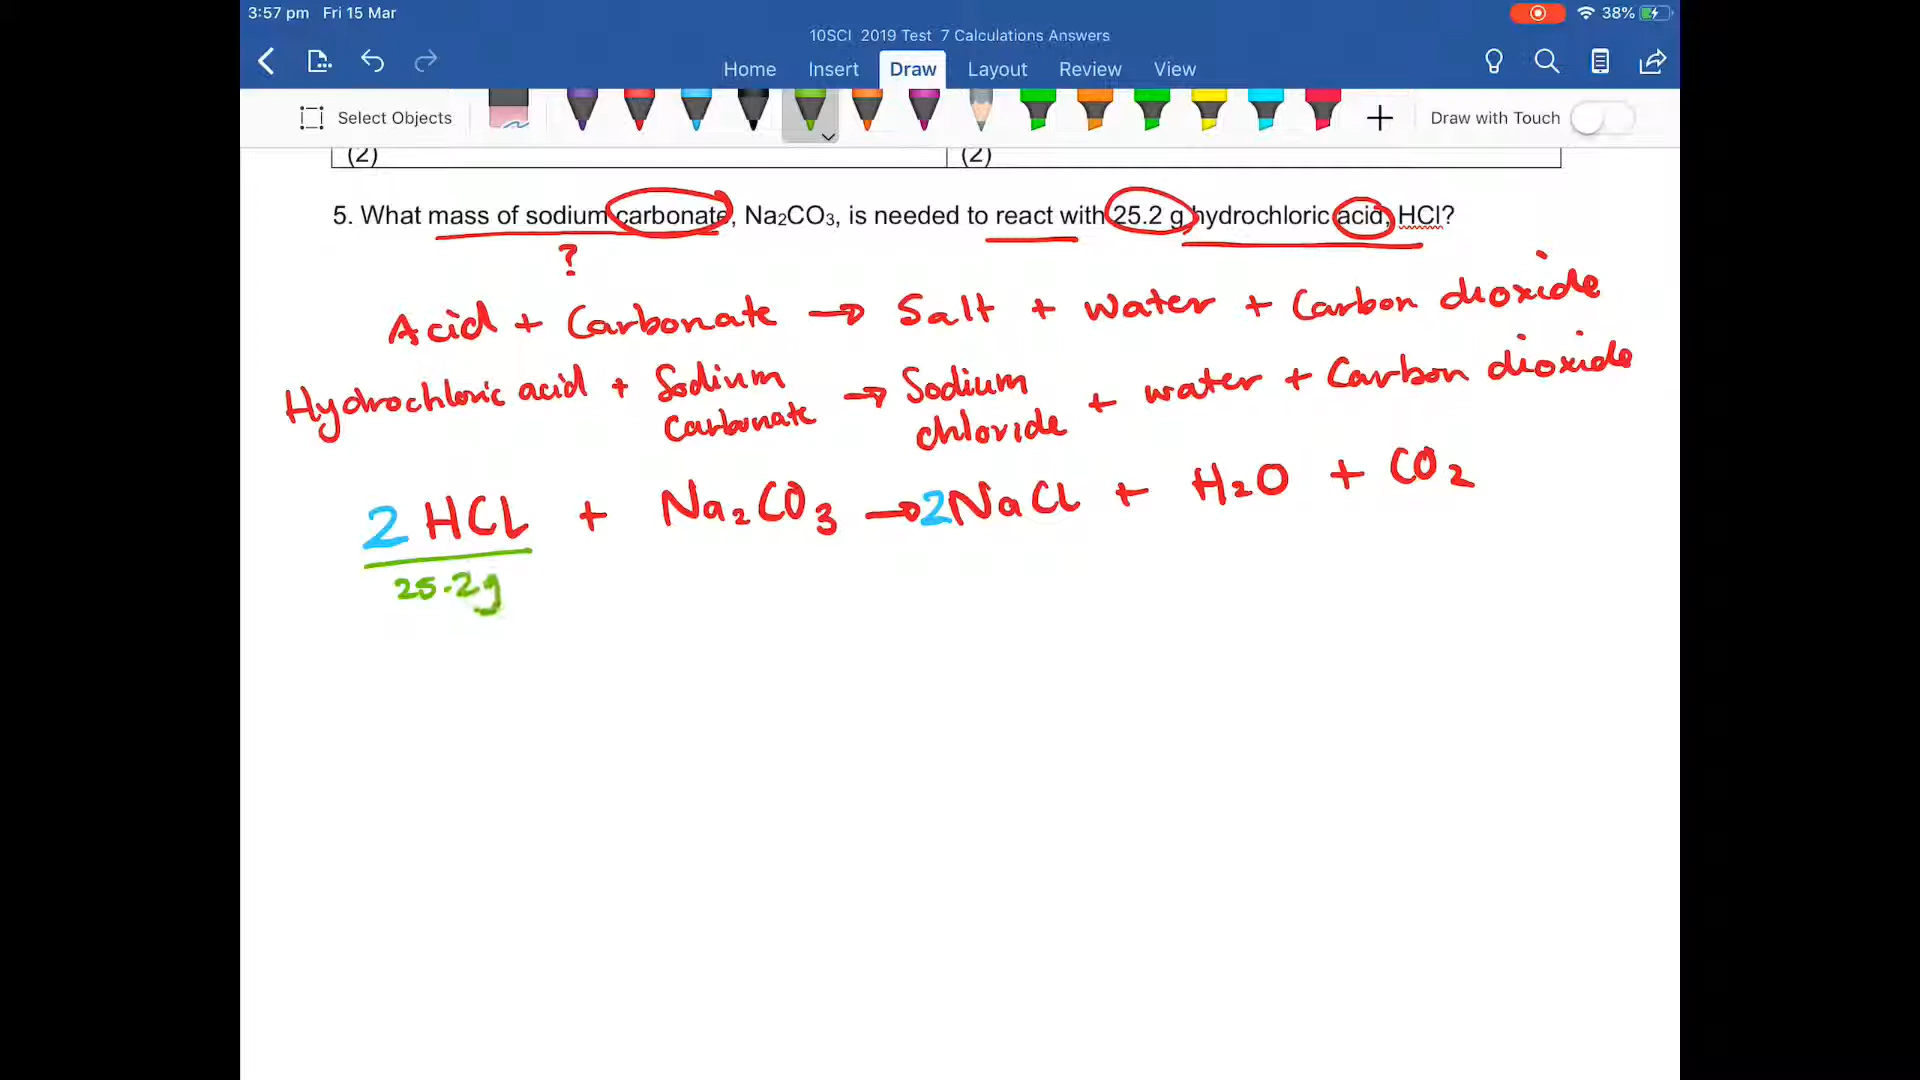 3:57 pm Fri 15 Mar
38%
10SCI 2019 Test 7 Calculations Answers
Home Insert Draw Layout Review View
Select Objects
Draw with Touch
(2) (2)
5. What mass of sodium carbonate, Na₂CO₃, is needed to react with 25.2 g hydrochloric acid, HCl?
?
Acid + Carbonate → Salt + Water + Carbon dioxide
Hydrochloric acid + Sodium → Sodium + water + Carbon dioxide
Carbonate chloride
2 HCl + Na₂CO₃ → 2NaCl + H₂O + CO₂
25.2g